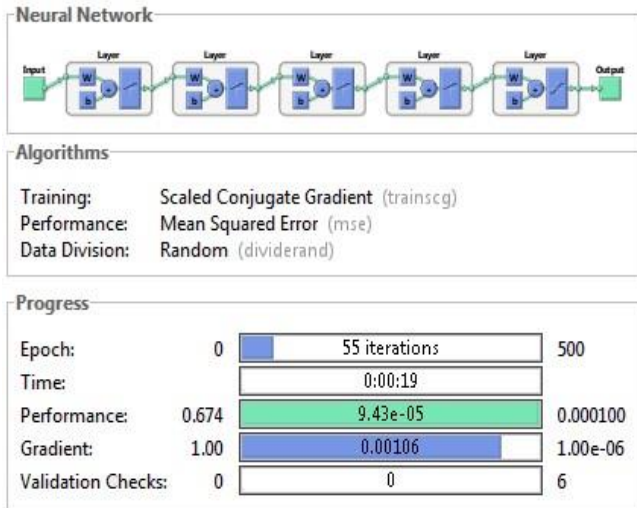 Neural Network
Layer Layer Layer Layer Layer
Input Output
W W W W W
b b b b b
Algorithms
Training: Scaled Conjugate Gradient (trainscg)
Performance: Mean Squared Error (mse)
Data Division: Random (dividerand)
Progress
Epoch: 0 55 iterations 500
Time: 0:00:19
Performance: 0.674 9.43e-05 0.000100
Gradient: 1.00 0.00106 1.00e-06
Validation Checks: 0 0 6